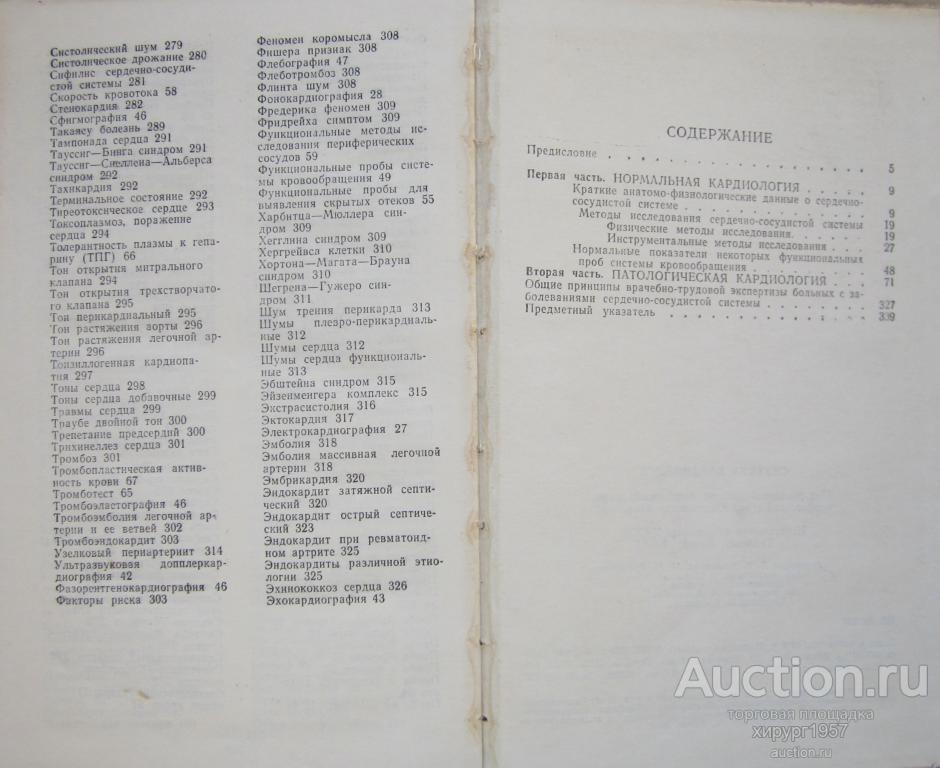 Систолический шум 279
Систолическое дрожание 280
Сифилис сердечно-сосуди-
стой системы 281
Скорость кровотока 58
Стенокардия 282
Сфигмография 46
Такаясу болезнь 289
Тампонада сердца 291
Тауссиг—Бинга синдром 291
Тауссиг—Снеллена—Альберса
синдром 292
Тахикардия 292
Терминальное состояние 292
Тиреотоксическое сердце 293
Токсоплазмоз, поражение
сердца 294
Толерантность плазмы к гепа-
рину (ТПГ) 66
Тон открытия митрального
клапана 294
Тон открытия трехстворчато-
го клапана 295
Тон перикардиальный 295
Тон растяжения аорты 296
Тон растяжения легочной ар-
терии 296
Тонзиллогенная кардиопа-
тия 297
Тоны сердца 298
Тоны сердца добавочные 299
Травмы сердца 299
Траубе двойной тон 300
Трепетание предсердий 300
Трихинеллез сердца 301
Тромбоз 301
Тромбопластическая актив-
ность крови 67
Тромботест 65
Тромбоэластография 46
Тромбоэмболия легочной ар-
терии и ее ветвей 302
Тромбоэндокардит 303
Узелковый периартериит 314
Ультразвуковая допплеркар-
диография 42
Фазорентгенокардиография 46
Факторы риска 303
Феномен коромысла 308
Фишера признак 308
Флебография 47
Флеботромбоз 308
Флинта шум 308
Фонокардиография 28
Фредерика феномен 309
Фридрейха симптом 309
Функциональные методы ис-
следования периферических
сосудов 59
Функциональные пробы систе-
мы кровообращения 49
Функциональные пробы для
выявления скрытых отеков 55
Харбитца—Мюллера син-
дром 309
Хегглина синдром 309
Хергрейвса клетки 310
Хортона—Магата—Брауна
синдром 310
Шегрена—Гужеро син-
дром 311
Шум трения перикарда 313
Шумы плевро-перикардиаль-
ные 312
Шумы сердца 312
Шумы сердца функциональ-
ные 313
Эбштейна синдром 315
Эйзенменгера комплекс 315
Экстрасистолия 316
Эктокардия 317
Электрокардиография 27
Эмболия 318
Эмболия массивная легочной
артерии 318
Эмбрикардия 320
Эндокардит затяжной септи-
ческий 320
Эндокардит острый септиче-
ский 323
Эндокардит при ревматоид-
ном артрите 325
Эндокардиты различной этио-
логии 325
Эхинококкоз сердца 326
Эхокардиография 43
СОДЕРЖАНИЕ
Предисловие . . . . . . . . . . . . . . 5
Первая часть. НОРМАЛЬНАЯ КАРДИОЛОГИЯ . . . . 9
Краткие анатомо-физиологические данные о сердечно-
сосудистой системе . . . . . . . . . . . 9
Методы исследования сердечно-сосудистой системы 19
Физические методы исследования. . . . . . . 19
Инструментальные методы исследования . . . 27
Нормальные показатели некоторых функциональных
проб системы кровообращения . . . . . . . 48
Вторая часть. ПАТОЛОГИЧЕСКАЯ КАРДИОЛОГИЯ . . . 71
Общие принципы врачебно-трудовой экспертизы больных с за-
болеваниями сердечно-сосудистой системы . . . . . . 327
Предметный указатель . . . . . . . . . . . 339
Auction.ru
торговая площадка
хирург1957
auction.ru